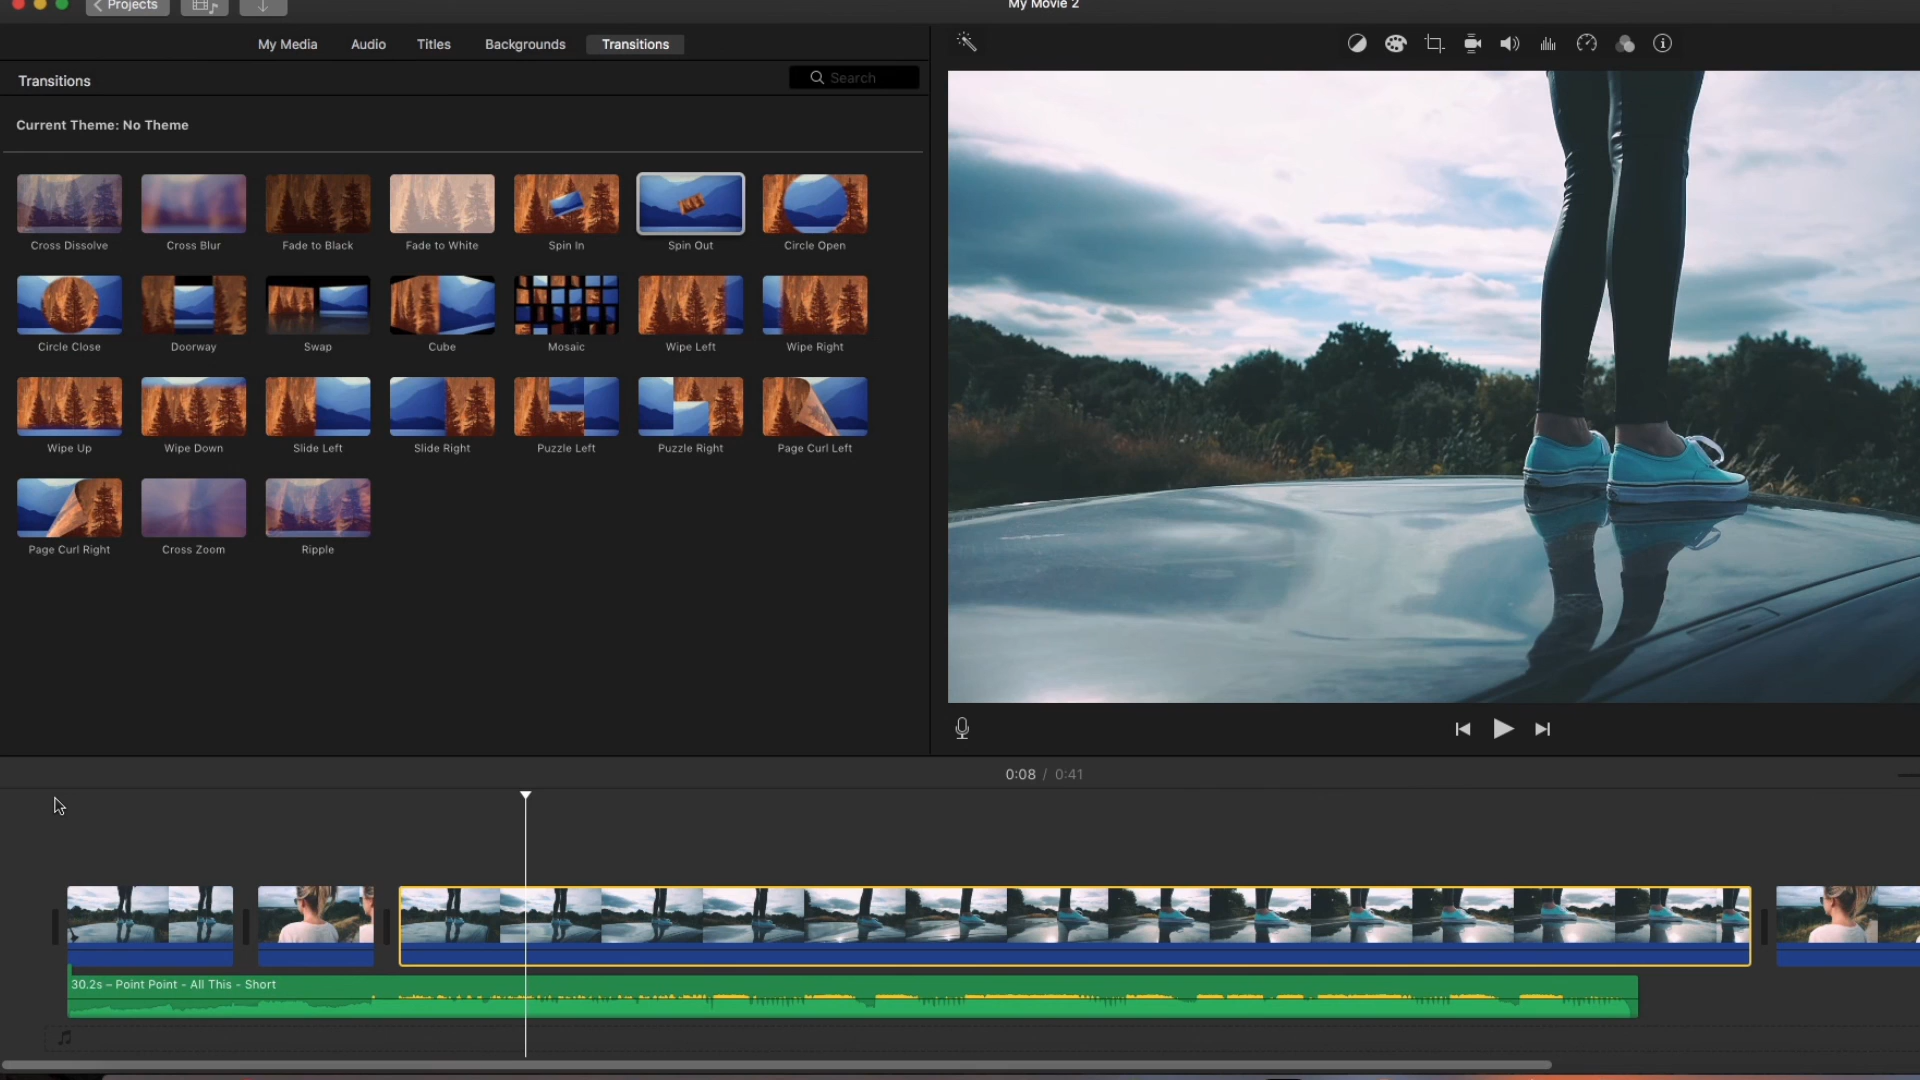 Projects
My Movie 2
My Media
Audio
Titles
Backgrounds
Transitions
Transitions
Search
Current Theme: No Theme
Cross Dissolve
Cross Blur
Fade to Black
Fade to White
Spin In
Spin Out
Circle Open
Circle Close
Doorway
Swap
Cube
Mosaic
Wipe Left
Wipe Right
Wipe Up
Wipe Down
Slide Left
Slide Right
Puzzle Left
Puzzle Right
Page Curl Left
Page Curl Right
Cross Zoom
Ripple
0:08 / 0:41
30.2s – Point Point - All This - Short